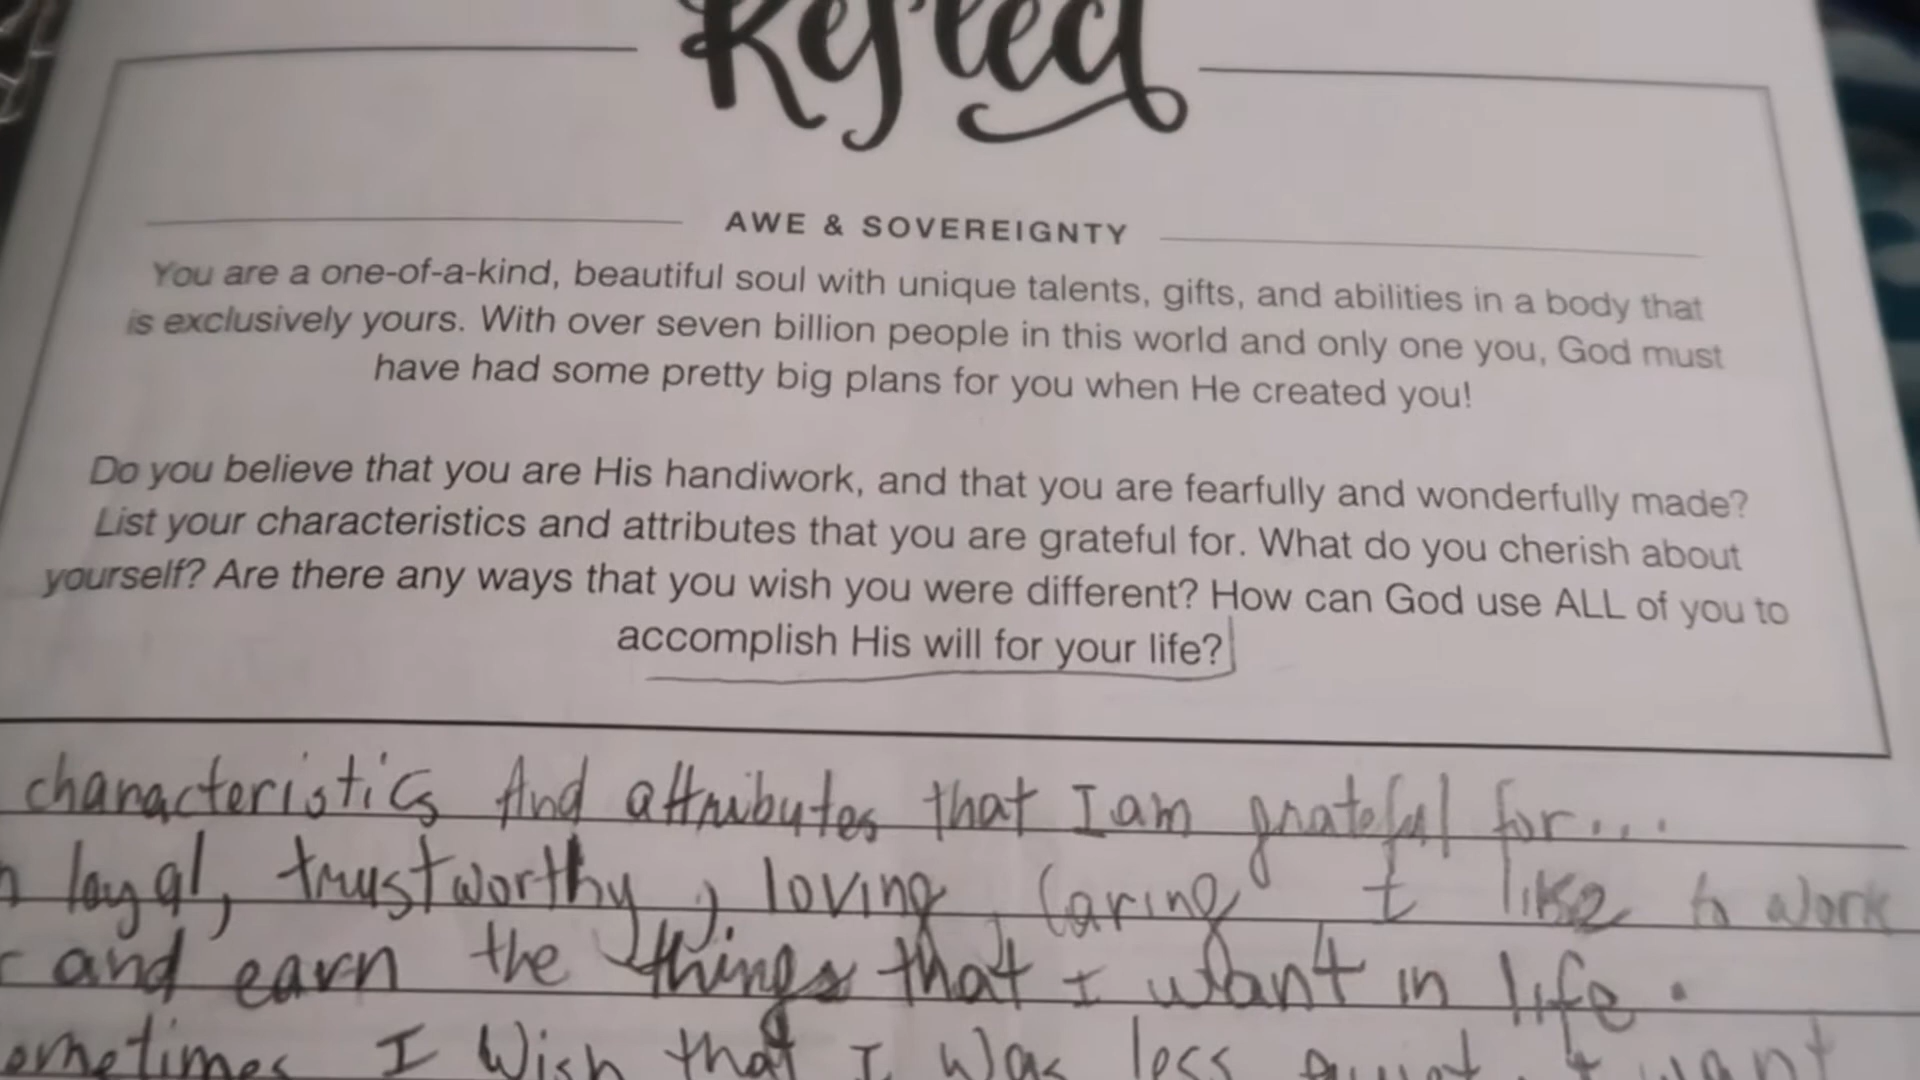 Reflect
AWE & SOVEREIGNTY
You are a one-of-a-kind, beautiful soul with unique talents, gifts, and abilities in a body that
is exclusively yours. With over seven billion people in this world and only one you, God must
have had some pretty big plans for you when He created you!
Do you believe that you are His handiwork, and that you are fearfully and wonderfully made?
List your characteristics and attributes that you are grateful for. What do you cherish about
yourself? Are there any ways that you wish you were different? How can God use ALL of you to
accomplish His will for your life?
characteristics And attributes that I am grateful for...
loyal, trustworthy, loving, Caring I like to work
and earn the things that I want in life.
ometimes I wish that I was less I want